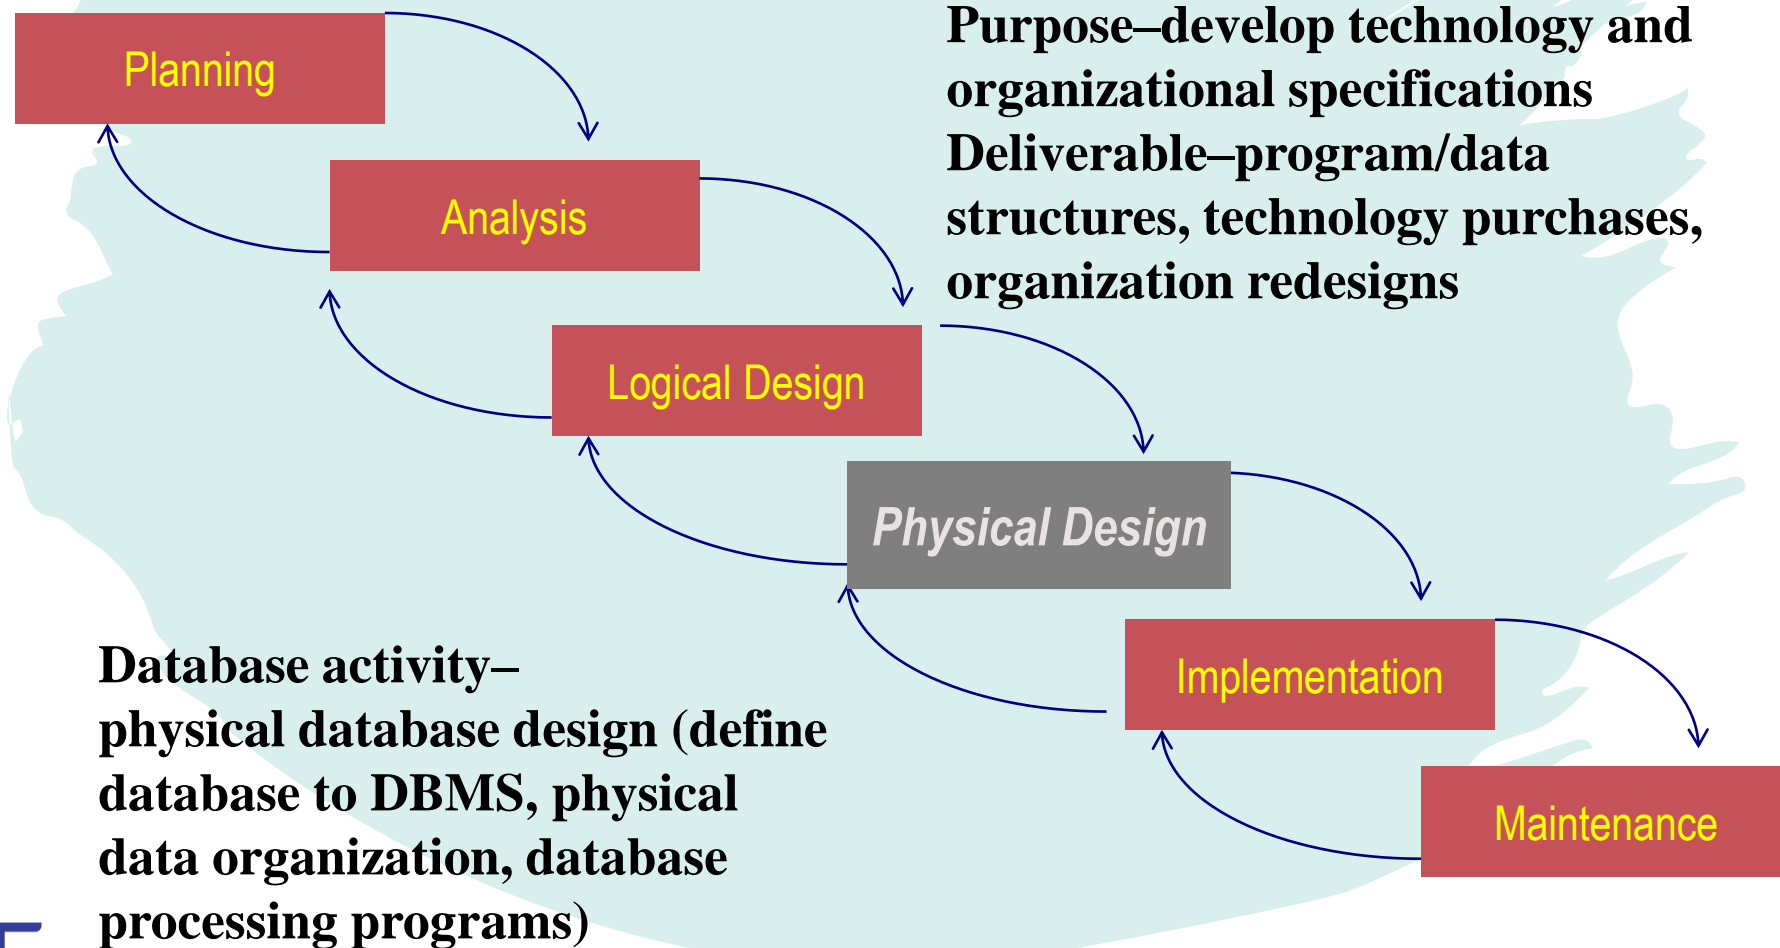 Planning
Purpose–develop technology and
organizational specifications
Deliverable–program/data
structures, technology purchases,
organization redesigns
Analysis
Logical Design
Physical Design
Implementation
Maintenance
Database activity–
physical database design (define
database to DBMS, physical
data organization, database
processing programs)